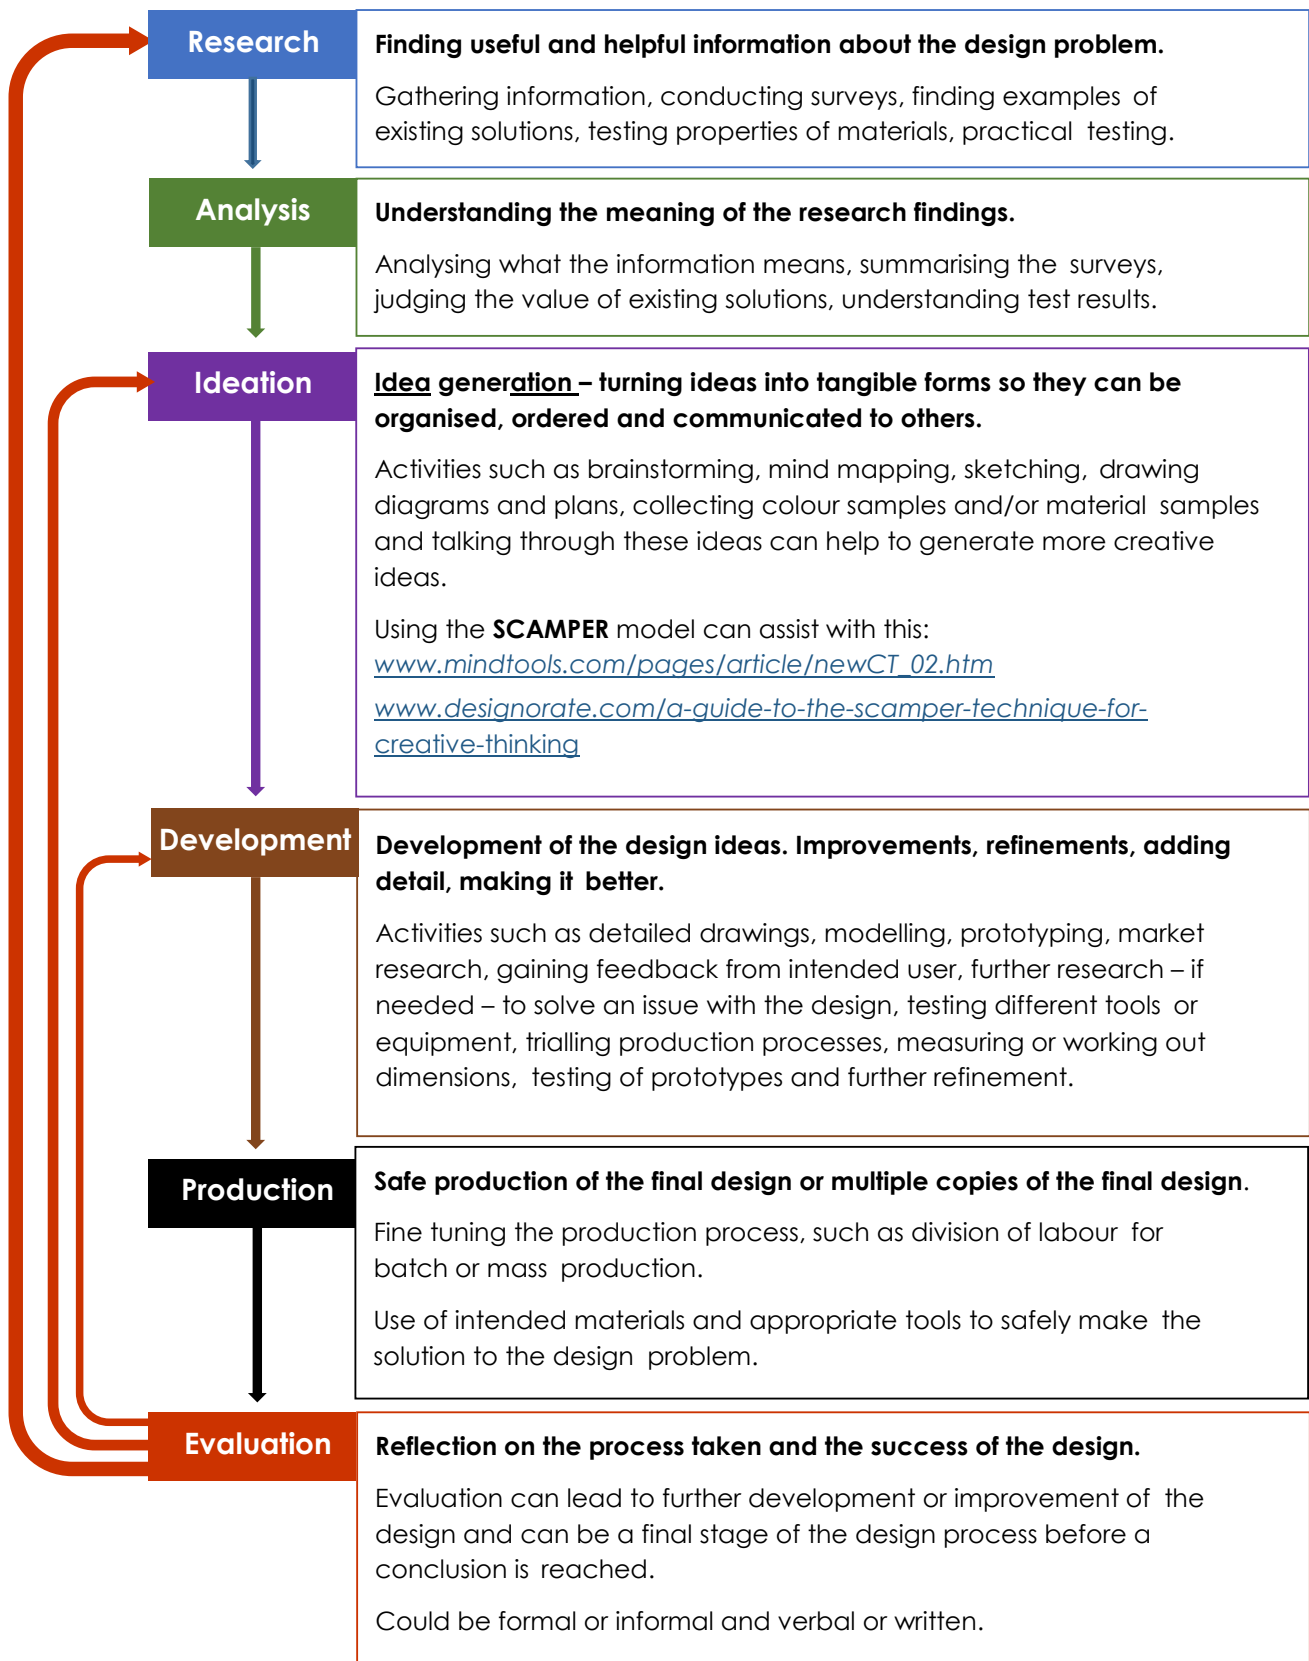 Research
Finding useful and helpful information about the design problem.
Gathering information, conducting surveys, finding examples of
existing solutions, testing properties of materials, practical testing.
Analysis
Understanding the meaning of the research findings.
Analysing what the information means, summarising the surveys,
judging the value of existing solutions, understanding test results.
Ideation
Idea generation – turning ideas into tangible forms so they can be
organised, ordered and communicated to others.
Activities such as brainstorming, mind mapping, sketching, drawing
diagrams and plans, collecting colour samples and/or material samples
and talking through these ideas can help to generate more creative
ideas.
Using the SCAMPER model can assist with this:
www.mindtools.com/pages/article/newCT_02.htm
www.designorate.com/a-guide-to-the-scamper-technique-for-
creative-thinking
Development
Development of the design ideas. Improvements, refinements, adding
detail, making it better.
Activities such as detailed drawings, modelling, prototyping, market
research, gaining feedback from intended user, further research – if
needed – to solve an issue with the design, testing different tools or
equipment, trialling production processes, measuring or working out
dimensions, testing of prototypes and further refinement.
Production
Safe production of the final design or multiple copies of the final design.
Fine tuning the production process, such as division of labour for
batch or mass production.
Use of intended materials and appropriate tools to safely make the
solution to the design problem.
Evaluation
Reflection on the process taken and the success of the design.
Evaluation can lead to further development or improvement of the
design and can be a final stage of the design process before a
conclusion is reached.
Could be formal or informal and verbal or written.